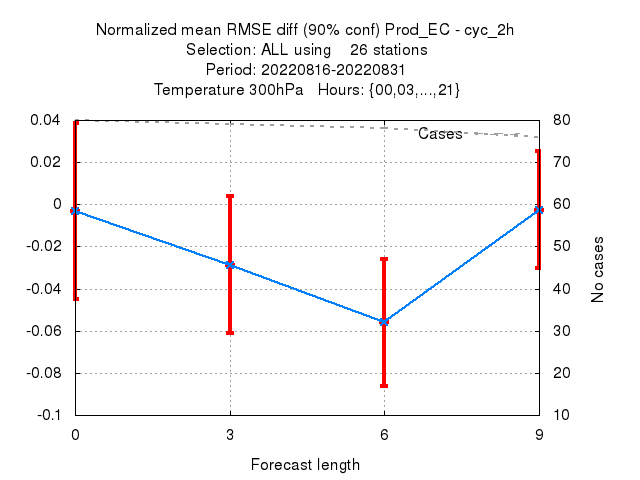 Normalized mean RMSE diff (90% conf) Prod_EC - cyc_2h
Selection: ALL using    26 stations
Period: 20220816-20220831
Temperature 300hPa   Hours: {00,03,...,21}
0.04
0.02
0
-0.02
-0.04
-0.06
-0.08
-0.1
Cases
80
70
60
50
40
30
20
10
No cases
0 3 6 9
Forecast length